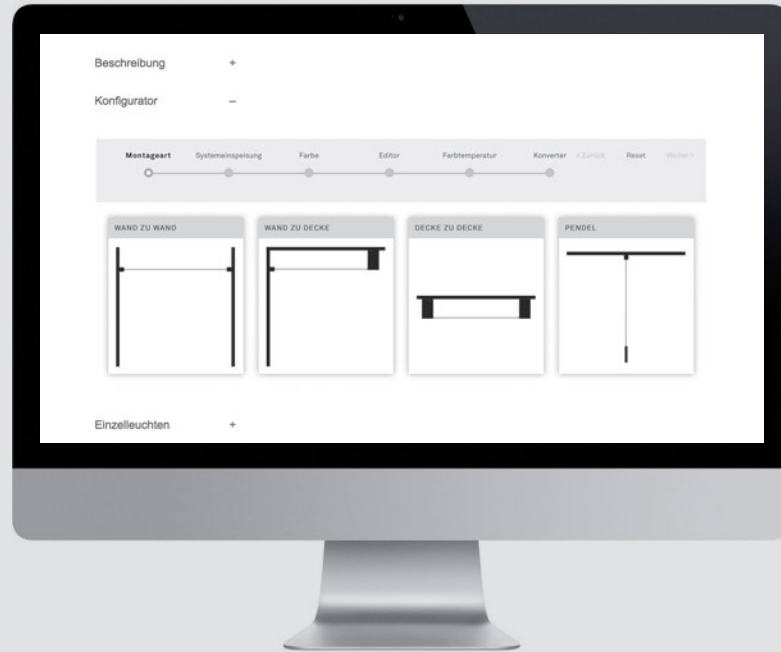 Beschreibung +
Konfigurator –
Montageart Systemeinspeisung Farbe Editor Farbtemperatur Konverter < Zurück Reset Weiter >
WAND ZU WAND WAND ZU DECKE DECKE ZU DECKE PENDEL
Einzelleuchten +